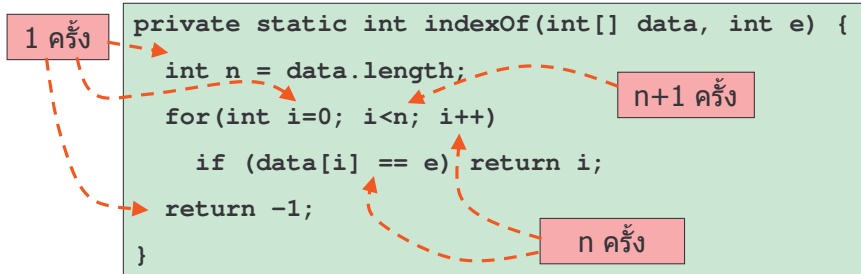 private static int indexOf(int[] data, int e) {
1 ครั้ง
int n = data.length;
n+1 ครั้ง
for(int i=0; i<n; i++)
if (data[i] == e) return i;
return –1;
n ครั้ง
}